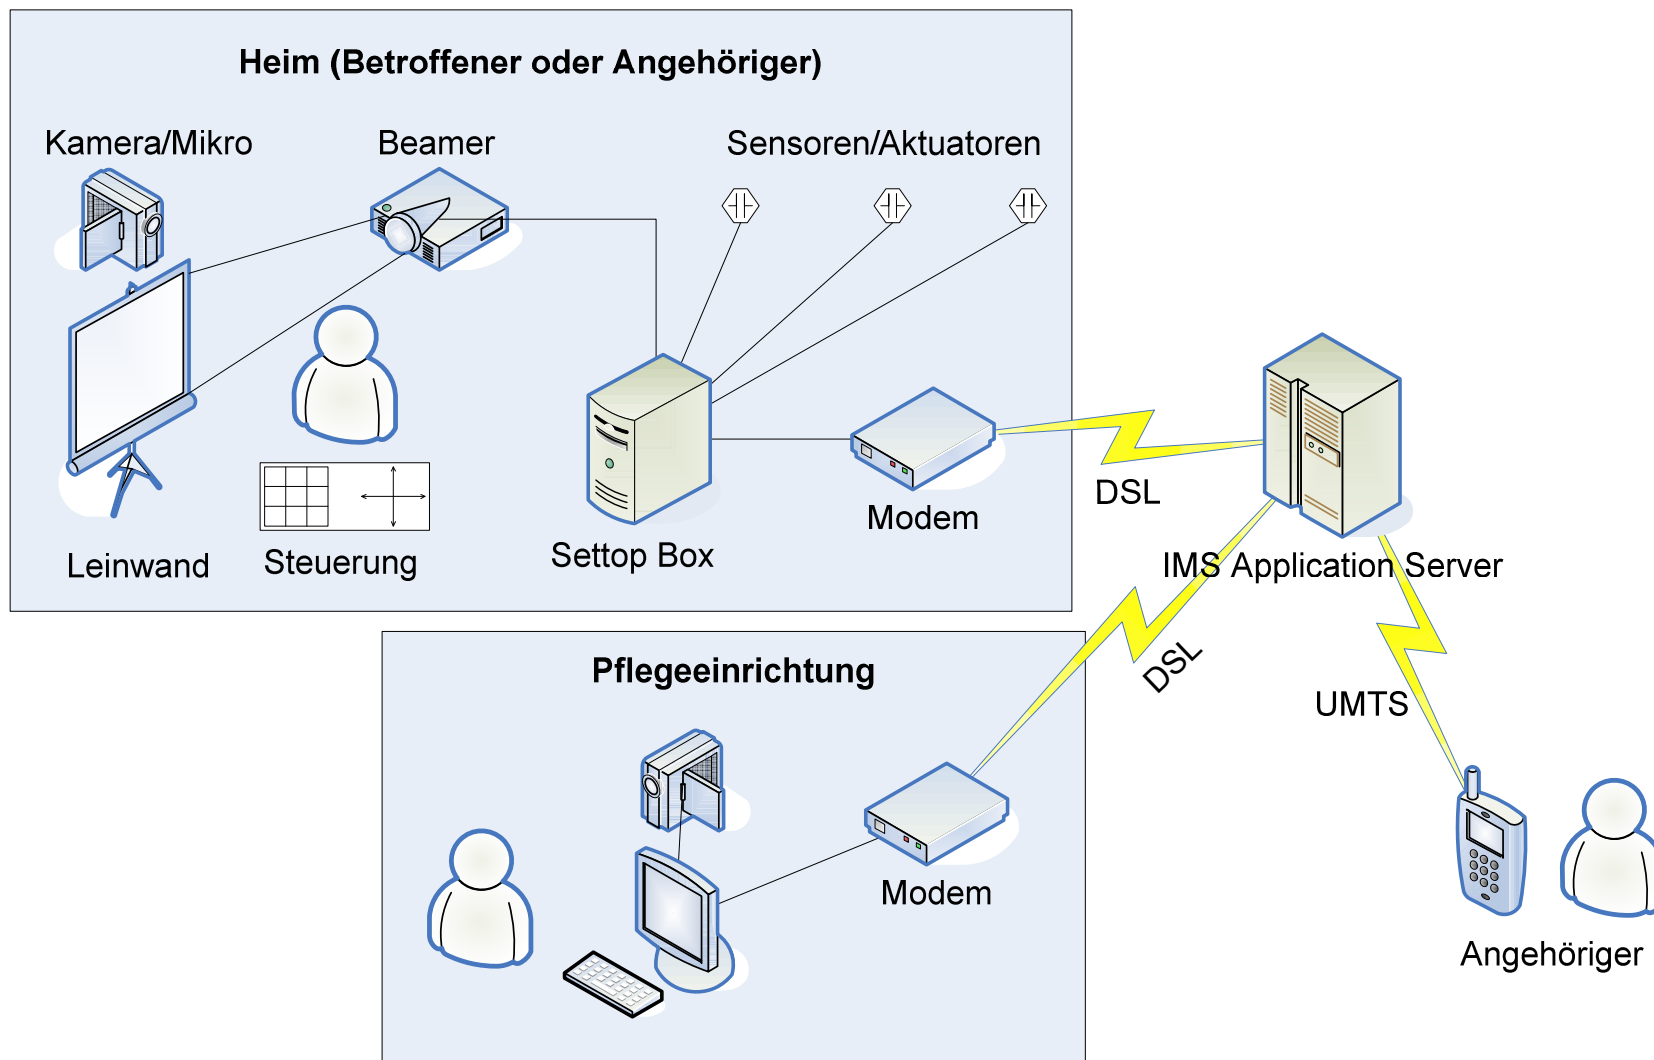 Heim (Betroffener oder Angehöriger)
Kamera/Mikro
Beamer
Sensoren/Aktuatoren
Leinwand
Steuerung
Settop Box
Modem
DSL
IMS Application Server
DSL
UMTS
Pflegeeinrichtung
Modem
Angehöriger